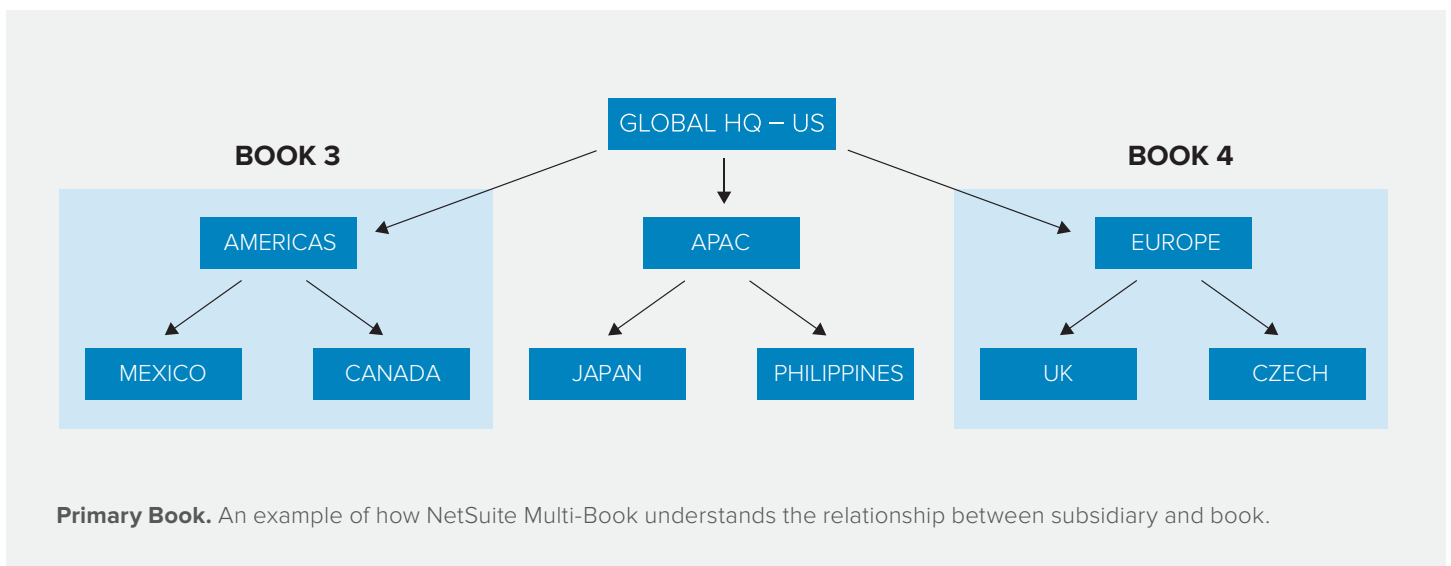 GLOBAL HQ – US
BOOK 3
BOOK 4
AMERICAS
APAC
EUROPE
MEXICO
CANADA
JAPAN
PHILIPPINES
UK
CZECH
Primary Book. An example of how NetSuite Multi-Book understands the relationship between subsidiary and book.